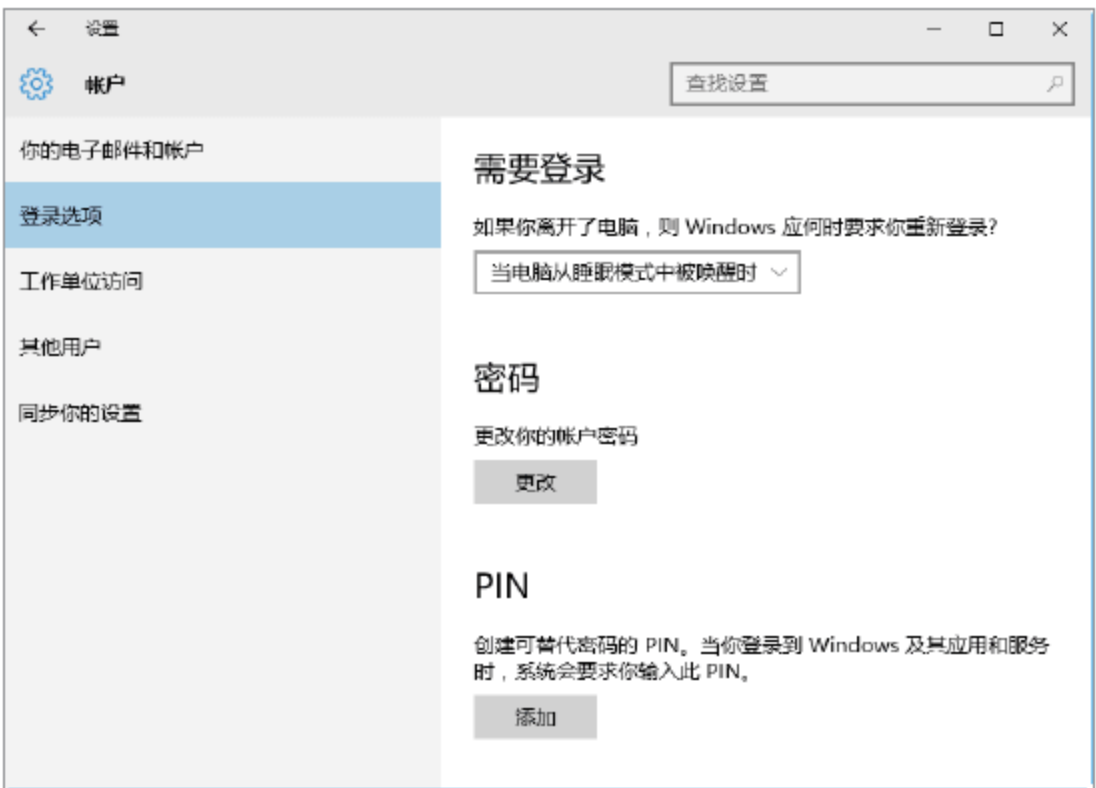 设置
帐户
查找设置
你的电子邮件和帐户
登录选项
工作单位访问
其他用户
同步你的设置
需要登录
如果你离开了电脑，则 Windows 应何时要求你重新登录?
当电脑从睡眠模式中被唤醒时
密码
更改你的帐户密码
更改
PIN
创建可替代密码的 PIN。当你登录到 Windows 及其应用和服务
时，系统会要求你输入此 PIN。
添加